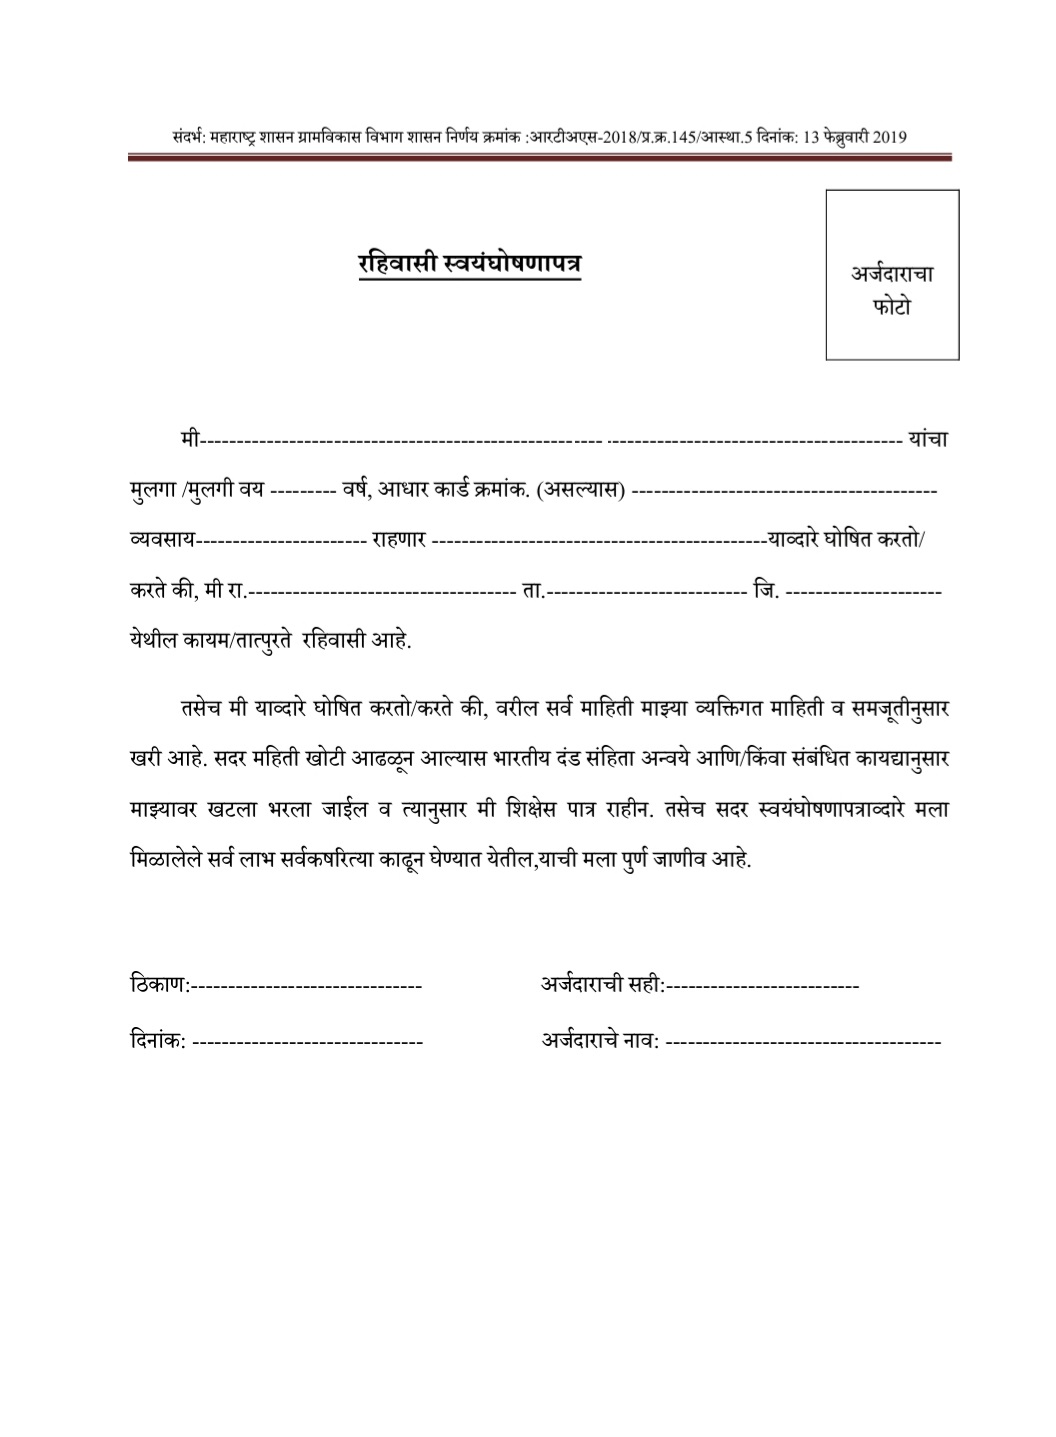 संदर्भ: महाराष्ट्र शासन ग्रामविकास विभाग शासन निर्णय क्रमांक :आरटीअएस-2018/प्र.क्र.145/आस्था.5 दिनांक: 13 फेब्रुवारी 2019
रहिवासी स्वयंघोषणापत्र
अर्जदाराचा
फोटो
मी------------------------------------------------------ --------------------------------------- यांचा
मुलगा /मुलगी वय --------- वर्ष, आधार कार्ड क्रमांक. (असल्यास) -----------------------------------------
व्यवसाय----------------------- राहणार ---------------------------------------------याव्दारे घोषित करतो/
करते की, मी रा.------------------------------------ ता.--------------------------- जि. ---------------------
येथील कायम/तात्पुरते रहिवासी आहे.
तसेच मी याव्दारे घोषित करतो/करते की, वरील सर्व माहिती माझ्या व्यक्तिगत माहिती व समजूतीनुसार
खरी आहे. सदर महिती खोटी आढळून आल्यास भारतीय दंड संहिता अन्वये आणि/किंवा संबंधित कायद्यानुसार
माझ्यावर खटला भरला जाईल व त्यानुसार मी शिक्षेस पात्र राहीन. तसेच सदर स्वयंघोषणापत्राव्दारे मला
मिळालेले सर्व लाभ सर्वकषरित्या काढून घेण्यात येतील,याची मला पुर्ण जाणीव आहे.
ठिकाण:------------------------------- अर्जदाराची सही:--------------------------
दिनांक: ------------------------------- अर्जदाराचे नाव: -------------------------------------